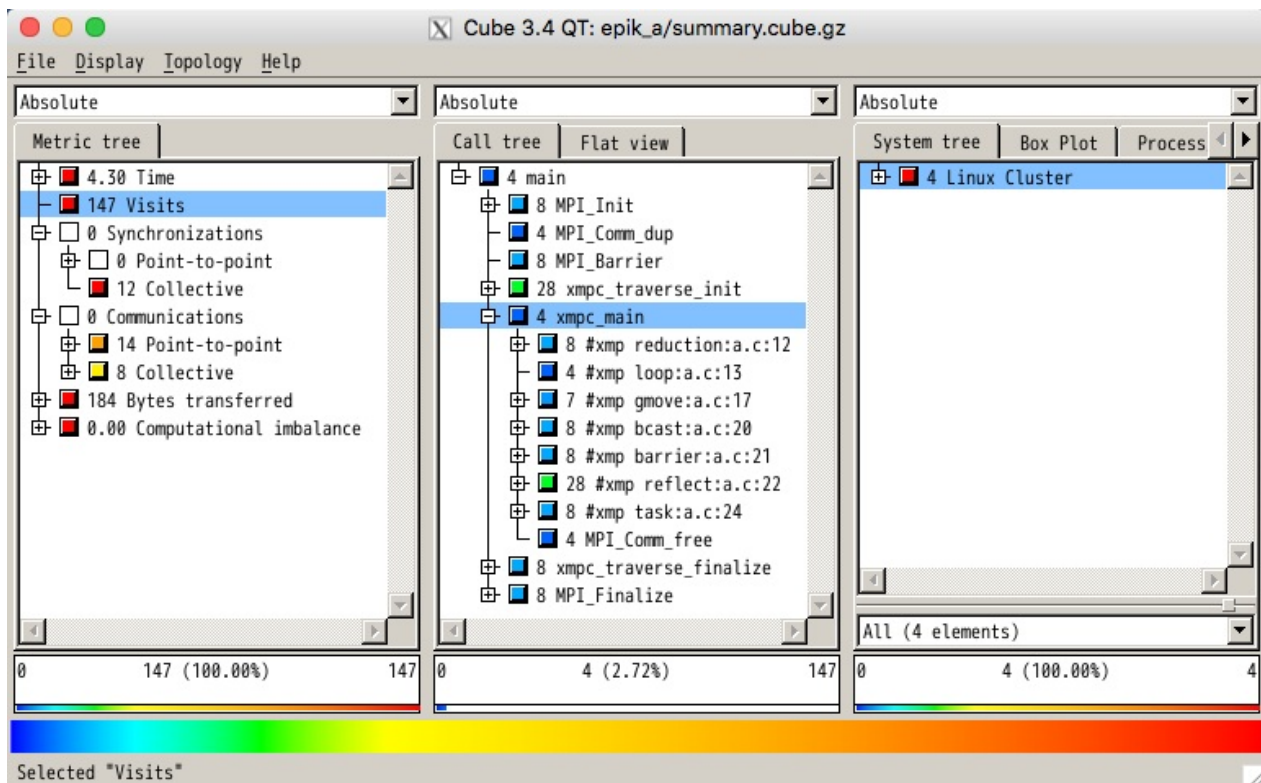 Cube 3.4 QT: epik_a/summary.cube.gz
File Display Topology Help
Absolute
Metric tree
4.30 Time
147 Visits
0 Synchronizations
0 Point-to-point
12 Collective
0 Communications
14 Point-to-point
8 Collective
184 Bytes transferred
0.00 Computational imbalance
0 147 (100.00%) 147
Absolute
Call tree Flat view
4 main
8 MPI_Init
4 MPI_Comm_dup
8 MPI_Barrier
28 xmpc_traverse_init
4 xmpc_main
8 #xmp reduction:a.c:12
4 #xmp loop:a.c:13
7 #xmp gmove:a.c:17
8 #xmp bcast:a.c:20
8 #xmp barrier:a.c:21
28 #xmp reflect:a.c:22
8 #xmp task:a.c:24
4 MPI_Comm_free
8 xmpc_traverse_finalize
8 MPI_Finalize
0 4 (2.72%) 147
Absolute
System tree Box Plot Process
4 Linux Cluster
All (4 elements)
0 4 (100.00%) 4
Selected "Visits"